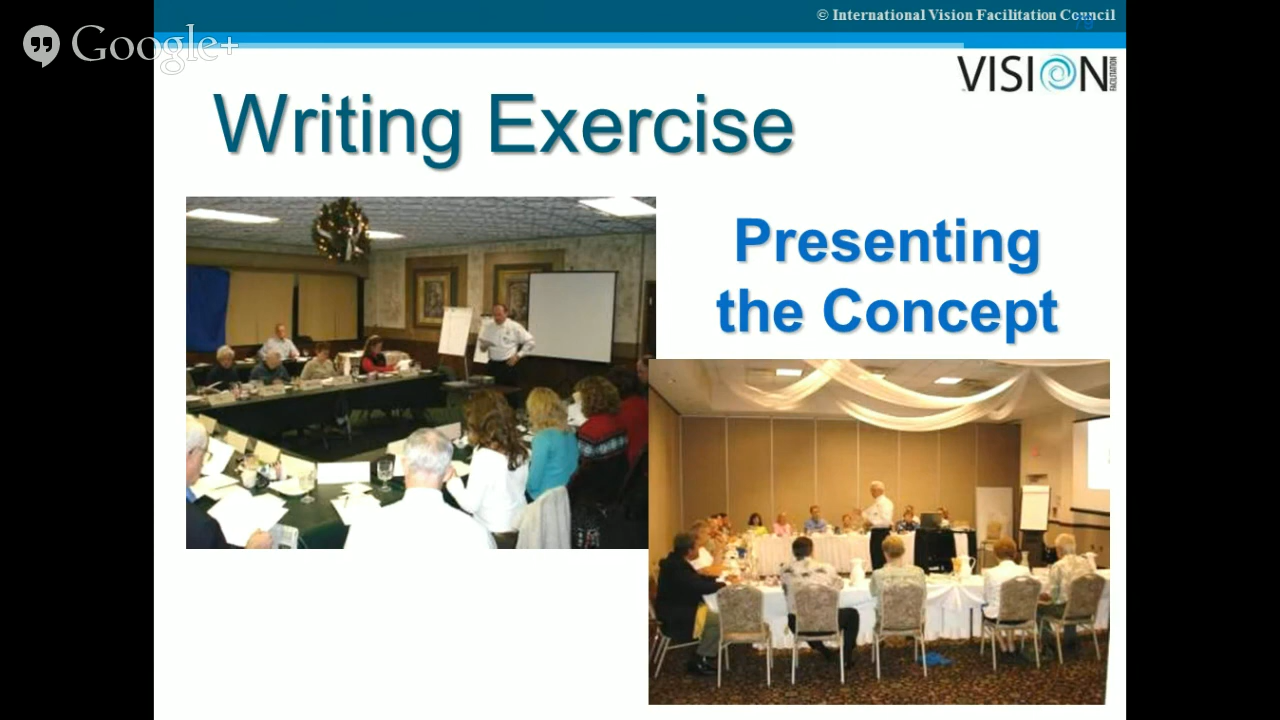 © International Vision Facilitation Council
Google+
VISION
FACILITATION
Writing Exercise
Presenting
the Concept